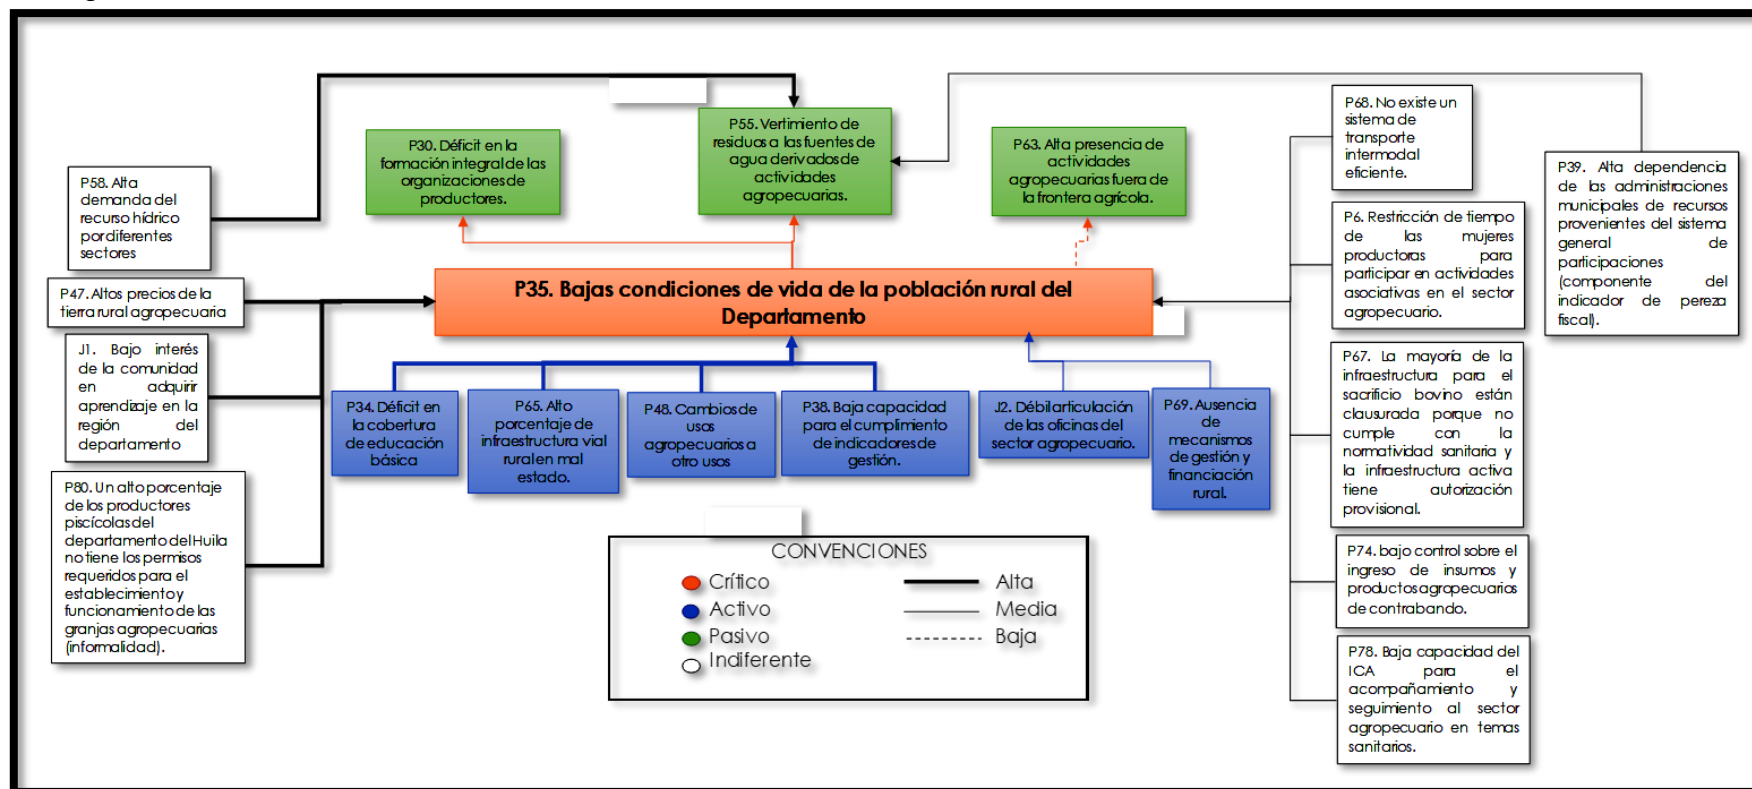 P58. Alta
demanda del
recurso hídrico
por diferentes
sectores
P47. Altos precios de la
tierra rural agropecuaria
J1. Bajo interés
de la comunidad
en adquirir
aprendizaje en la
región del
departamento
P80. Un alto porcentaje
de los productores
piscícolas del
departamento del Huila
no tiene los permisos
requeridos para el
establecimiento y
funcionamiento de las
granjas agropecuarias
(informalidad).
P30. Déficit en la
formación integral de las
organizaciones de
productores.
P55. Vertimiento de
residuos a las fuentes de
agua derivados de
actividades
agropecuarias.
P63. Alta presencia de
actividades
agropecuarias fuera de
la frontera agrícola.
P35. Bajas condiciones de vida de la población rural del
Departamento
P34. Déficit en
la cobertura
de educación
básica
P65. Alto
porcentaje de
infraestructura vial
rural en mal
estado.
P48. Cambios de
usos
agropecuarios a
otro usos
P38. Baja capacidad
para el cumplimiento
de indicadores de
gestión.
J2. Débil articulación
de las oficinas del
sector agropecuario.
P69. Ausencia
de
mecanismos
de gestión y
financiación
rural.
P68. No existe un
sistema de
transporte
intermodal
eficiente.
P6. Restricción de tiempo
de las mujeres
productoras para
participar en actividades
asociativas en el sector
agropecuario.
P67. La mayoría de la
infraestructura para el
sacrificio bovino están
clausurada porque no
cumple con la
normatividad sanitaria y
la infraestructura activa
tiene autorización
provisional.
P74. bajo control sobre el
ingreso de insumos y
productos agropecuarios
de contrabando.
P78. Baja capacidad del
ICA para el
acompañamiento y
seguimiento al sector
agropecuario en temas
sanitarios.
P39. Alta dependencia
de las administraciones
municipales de recursos
provenientes del sistema
general de
participaciones
(componente del
indicador de pereza
fiscal).
CONVENCIONES
Crítico
Activo
Pasivo
Indiferente
Alta
Media
Baja